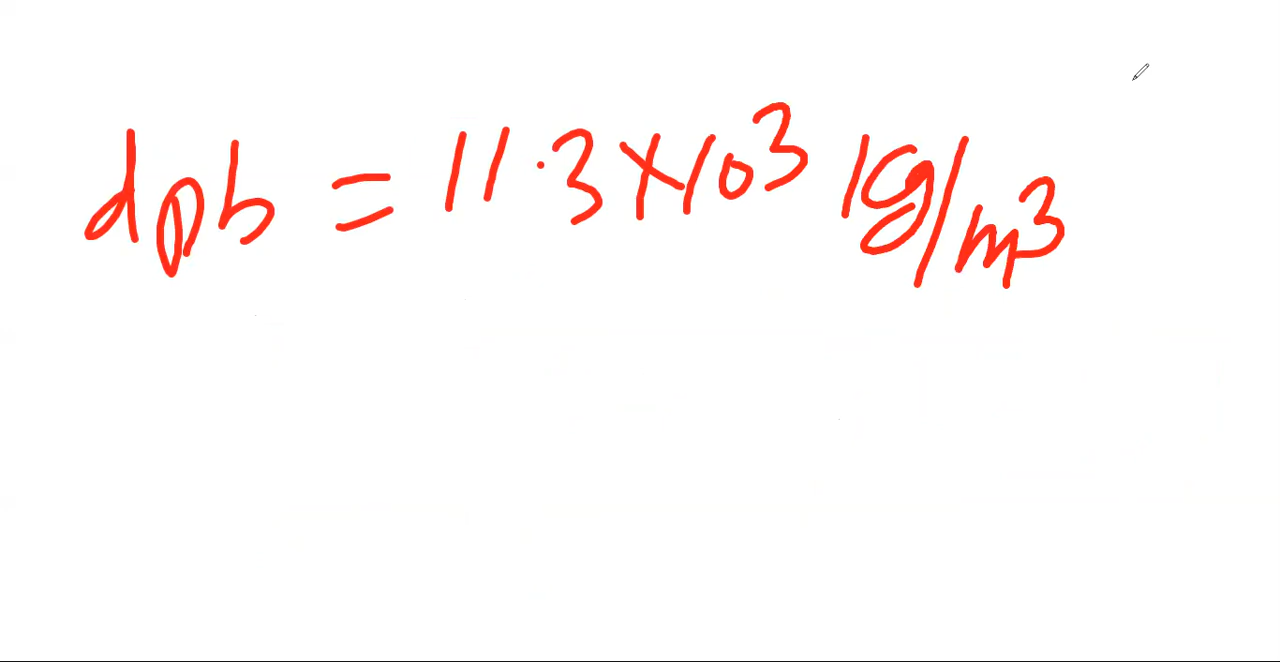 dpb = 11.3 × 10³ kg/m³